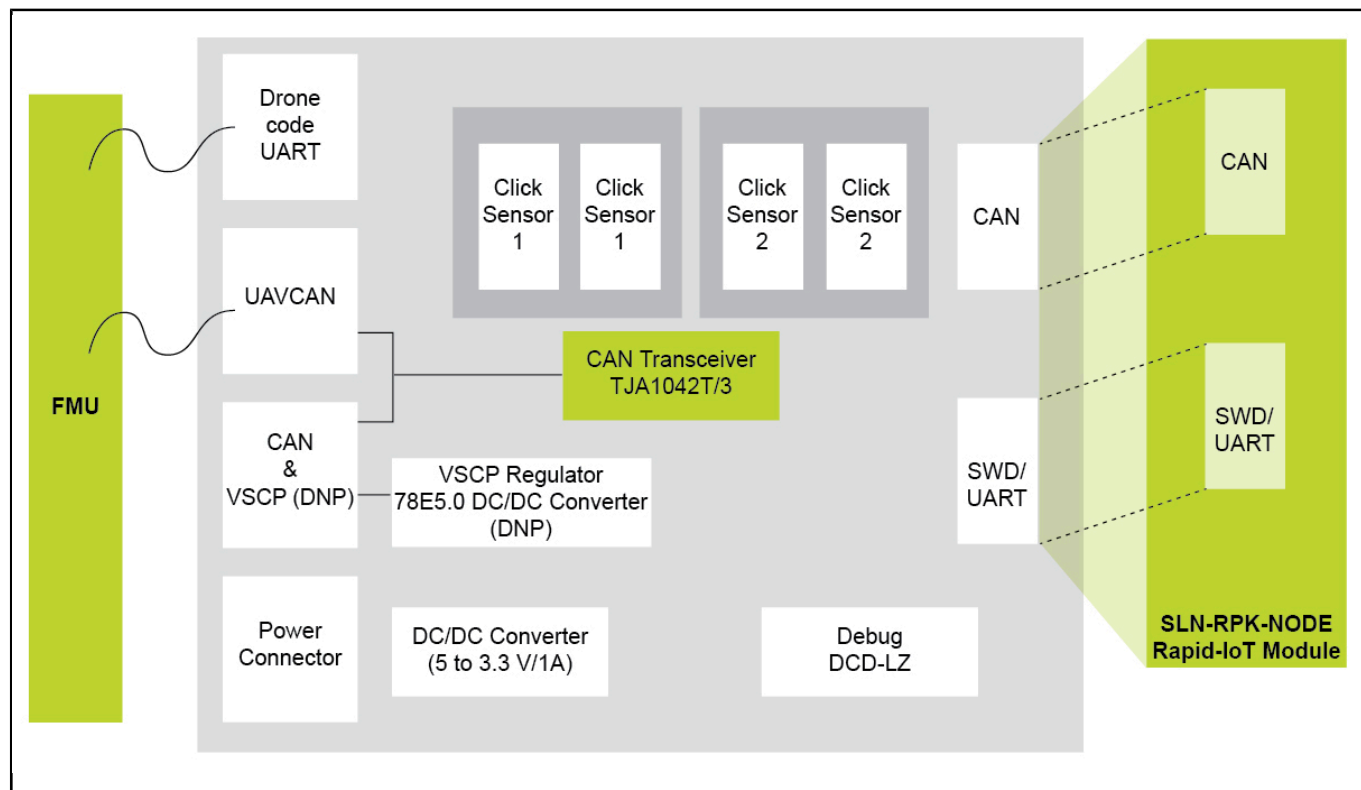 FMU
Drone
code
UART
UAVCAN
CAN
&
VSCP (DNP)
Power
Connector
Click
Sensor
1
Click
Sensor
1
Click
Sensor
2
Click
Sensor
2
CAN Transceiver
TJA1042T/3
VSCP Regulator
78E5.0 DC/DC Converter
(DNP)
DC/DC Converter
(5 to 3.3 V/1A)
Debug
DCD-LZ
CAN
SWD/
UART
CAN
SWD/
UART
SLN-RPK-NODE
Rapid-IoT Module